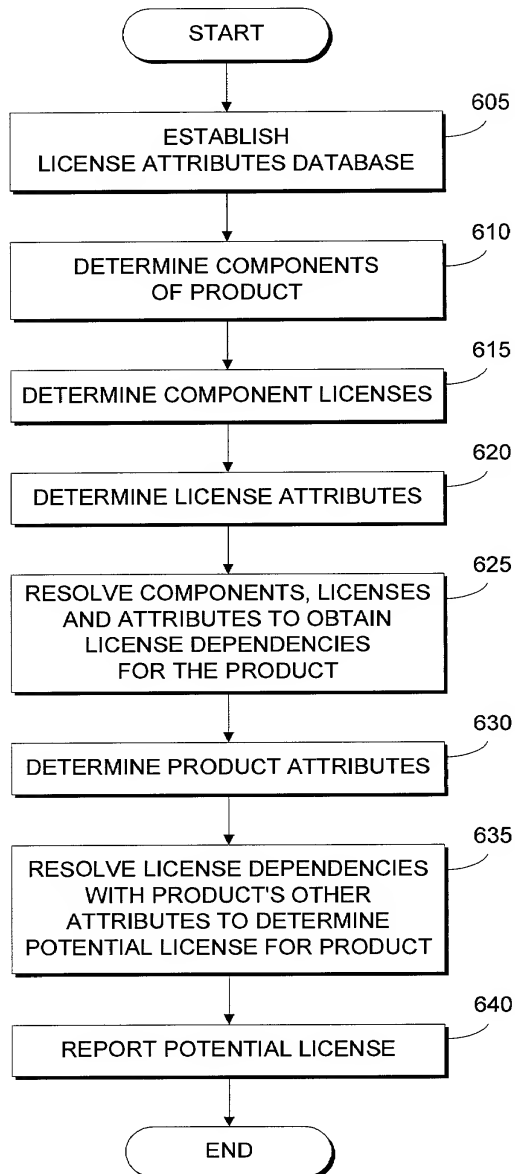 START
605
ESTABLISH
LICENSE ATTRIBUTES DATABASE
610
DETERMINE COMPONENTS
OF PRODUCT
615
DETERMINE COMPONENT LICENSES
620
DETERMINE LICENSE ATTRIBUTES
625
RESOLVE COMPONENTS, LICENSES
AND ATTRIBUTES TO OBTAIN
LICENSE DEPENDENCIES
FOR THE PRODUCT
630
DETERMINE PRODUCT ATTRIBUTES
635
RESOLVE LICENSE DEPENDENCIES
WITH PRODUCT'S OTHER
ATTRIBUTES TO DETERMINE
POTENTIAL LICENSE FOR PRODUCT
640
REPORT POTENTIAL LICENSE
END